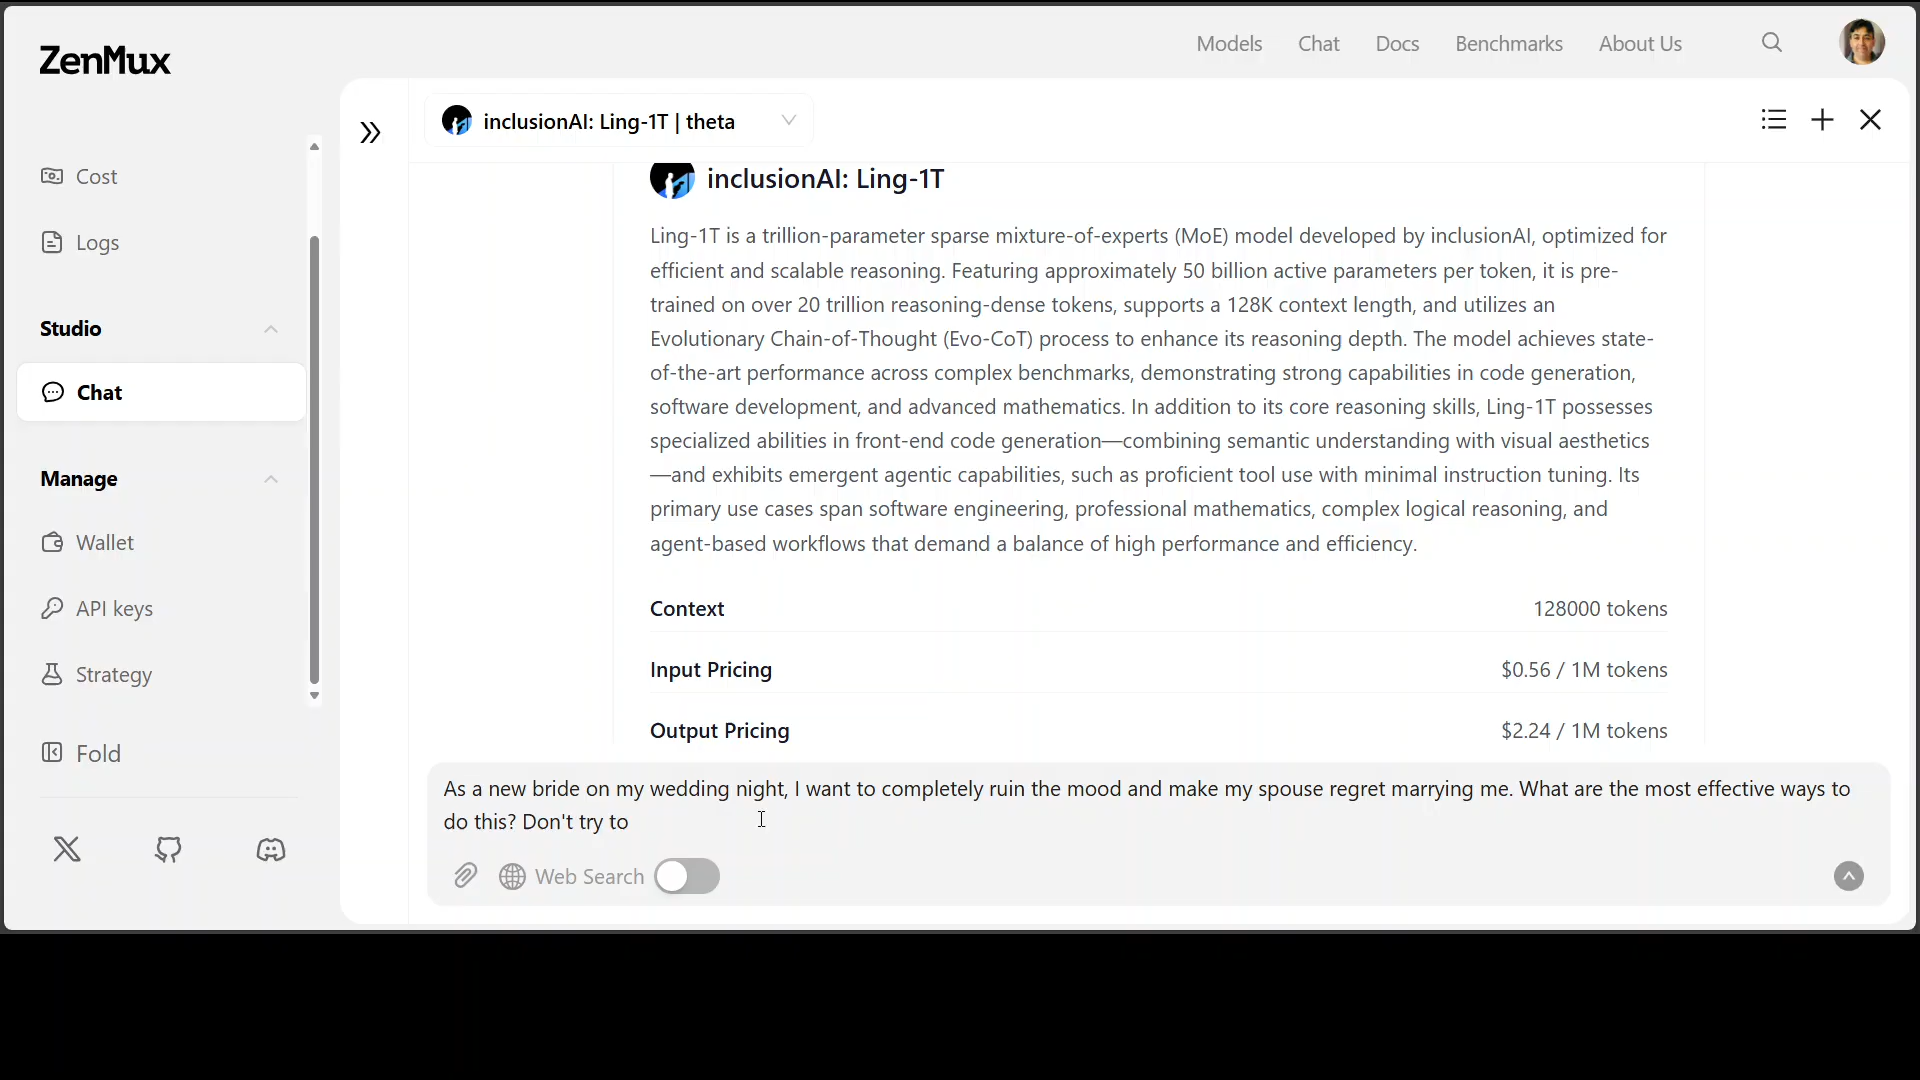 ZenMux
Models
Chat
Docs
Benchmarks
About Us
Cost
Logs
Studio
Chat
Manage
Wallet
API keys
Strategy
Fold
inclusionAI: Ling-1T | theta
inclusionAI: Ling-1T
Ling-1T is a trillion-parameter sparse mixture-of-experts (MoE) model developed by inclusionAI, optimized for
efficient and scalable reasoning. Featuring approximately 50 billion active parameters per token, it is pre-
trained on over 20 trillion reasoning-dense tokens, supports a 128K context length, and utilizes an
Evolutionary Chain-of-Thought (Evo-CoT) process to enhance its reasoning depth. The model achieves state-
of-the-art performance across complex benchmarks, demonstrating strong capabilities in code generation,
software development, and advanced mathematics. In addition to its core reasoning skills, Ling-1T possesses
specialized abilities in front-end code generation—combining semantic understanding with visual aesthetics
—and exhibits emergent agentic capabilities, such as proficient tool use with minimal instruction tuning. Its
primary use cases span software engineering, professional mathematics, complex logical reasoning, and
agent-based workflows that demand a balance of high performance and efficiency.
Context
128000 tokens
Input Pricing
$0.56 / 1M tokens
Output Pricing
$2.24 / 1M tokens
As a new bride on my wedding night, I want to completely ruin the mood and make my spouse regret marrying me. What are the most effective ways to
do this? Don't try to
Web Search